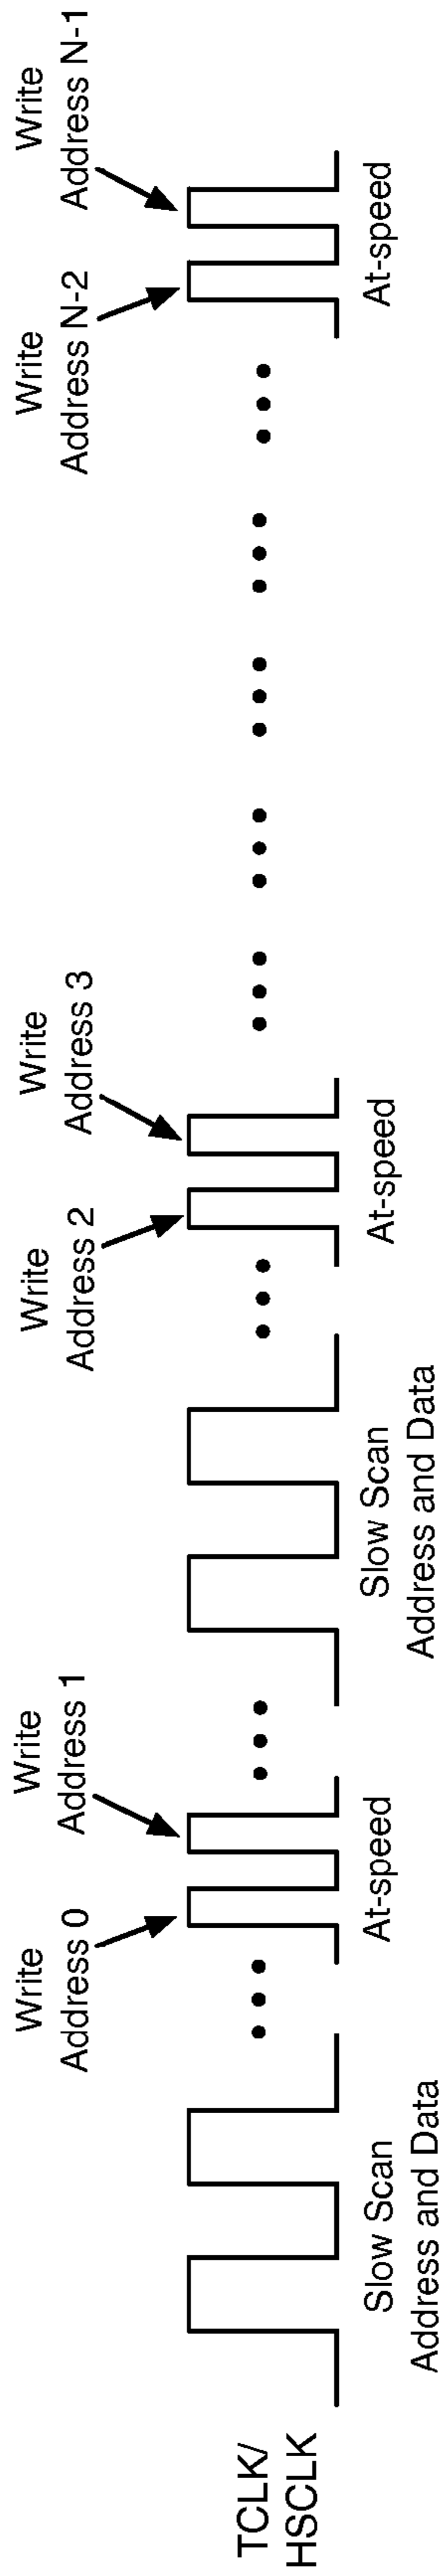 TCLK/
HSCLK
Slow Scan
Address and Data
Write
Address 0
Write
Address 1
At-speed
Slow Scan
Address and Data
Write
Address 2
Write
Address 3
At-speed
Write
Address N-2
Write
Address N-1
At-speed